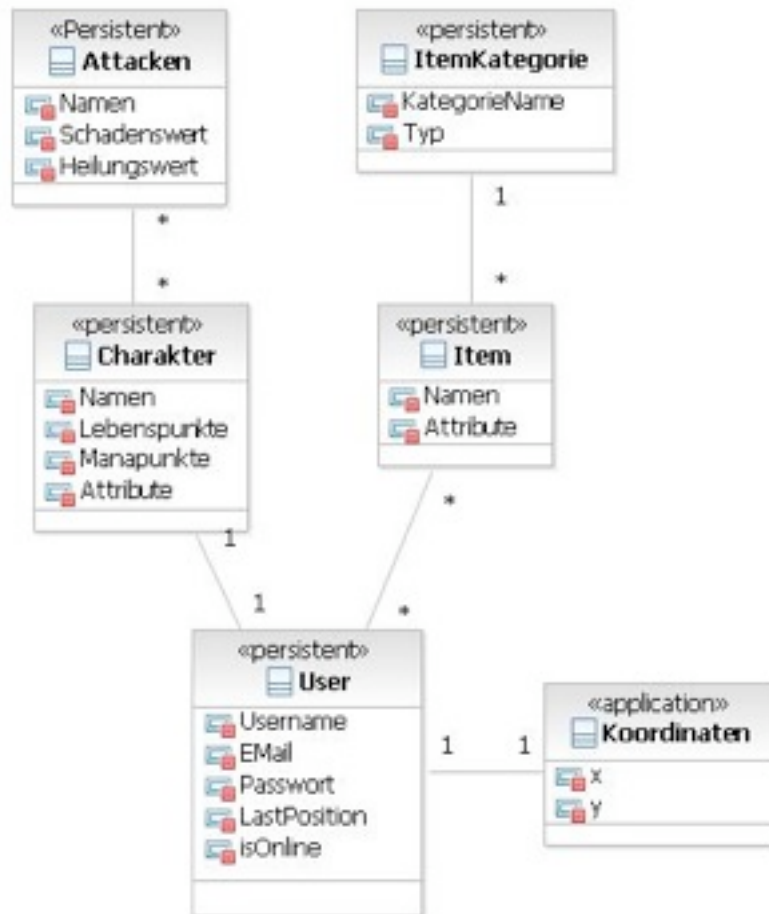 «Persistent»
Attacken
Namen
Schadenswert
Heilungswert
«persistent»
ItemKategorie
KategorieName
Typ
*
*
1
*
«persistent»
Charakter
Namen
Lebenspunkte
Manapunkte
Attribute
«persistent»
Item
Namen
Attribute
1
1
*
*
«persistent»
User
Username
EMail
Passwort
LastPosition
isOnline
1
1
«application»
Koordinaten
x
y